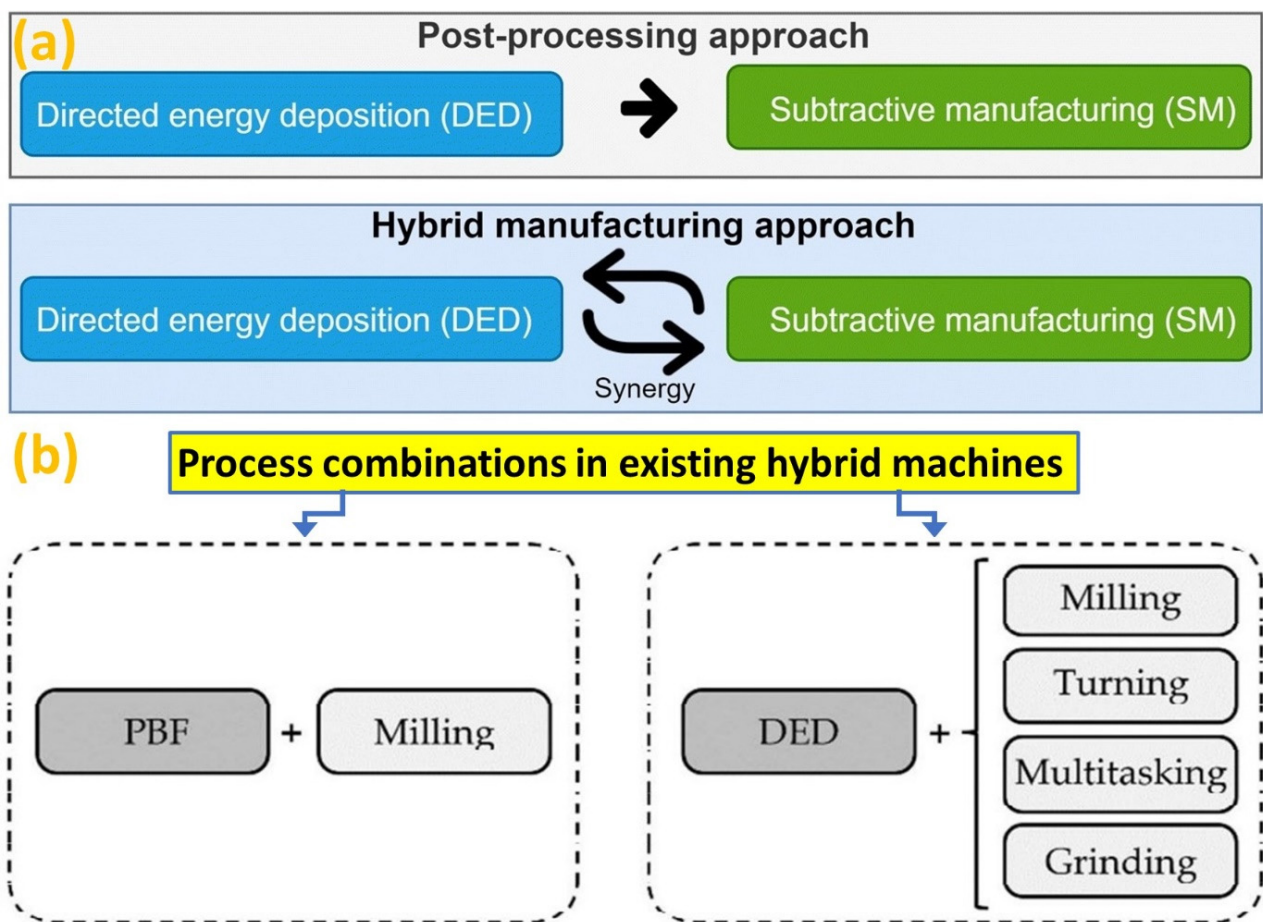 (a)
Post-processing approach
Directed energy deposition (DED)
Subtractive manufacturing (SM)
Hybrid manufacturing approach
Directed energy deposition (DED)
Subtractive manufacturing (SM)
Synergy
(b)
Process combinations in existing hybrid machines
PBF
+
Milling
DED
+
Milling
Turning
Multitasking
Grinding